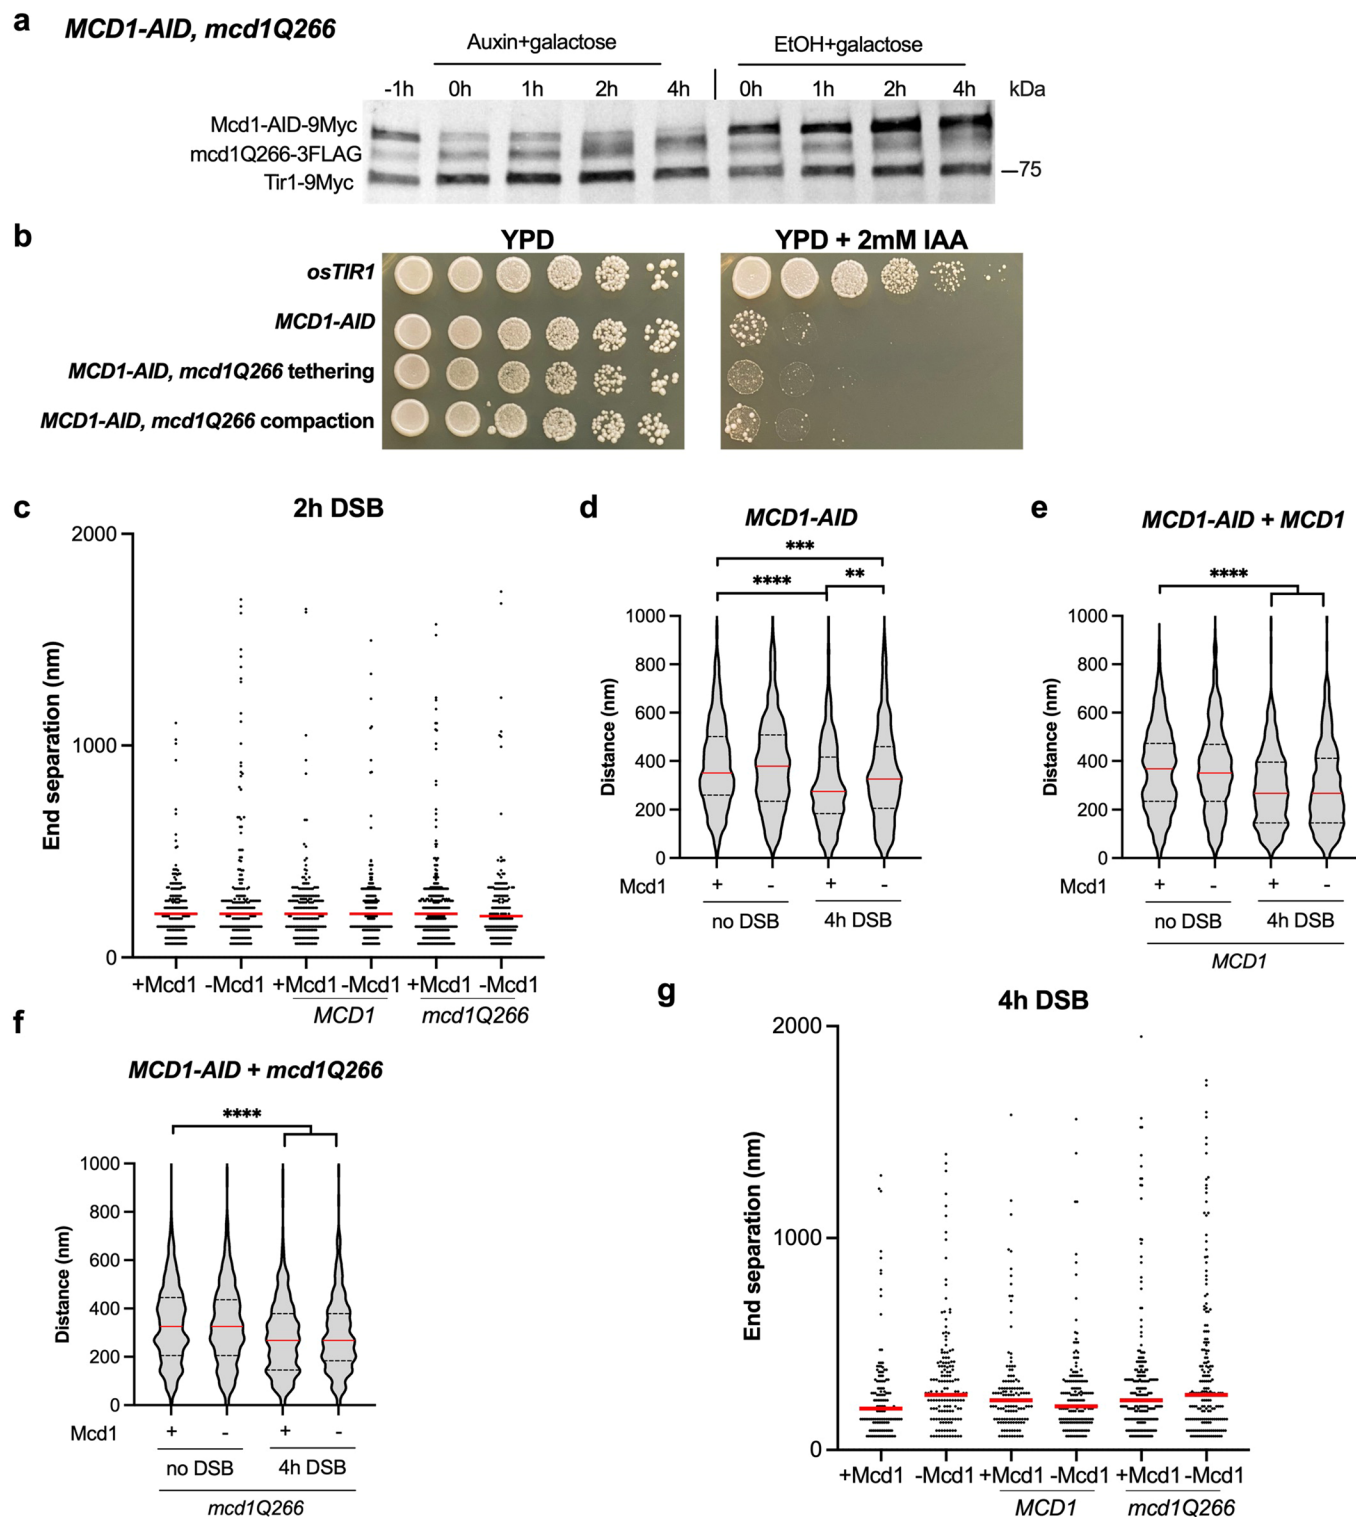 a
MCD1-AID, mcd1Q266
Auxin+galactose
EtOH+galactose
-1h 0h 1h 2h 4h 0h 1h 2h 4h kDa
Mcd1-AID-9Myc
mcd1Q266-3FLAG
Tir1-9Myc
75
b
YPD
YPD + 2mM IAA
osTIR1
MCD1-AID
MCD1-AID, mcd1Q266 tethering
MCD1-AID, mcd1Q266 compaction
c
2h DSB
2000
1000
0
End separation (nm)
+Mcd1 -Mcd1 +Mcd1 -Mcd1 +Mcd1 -Mcd1
MCD1
mcd1Q266
d
MCD1-AID
***
****
**
1000
800
600
400
200
0
Distance (nm)
Mcd1 + - + -
no DSB
4h DSB
e
MCD1-AID + MCD1
****
1000
800
600
400
200
0
Distance (nm)
Mcd1 + - + -
no DSB
4h DSB
MCD1
f
MCD1-AID + mcd1Q266
****
1000
800
600
400
200
0
Distance (nm)
Mcd1 + - + -
no DSB
4h DSB
mcd1Q266
g
4h DSB
2000
1000
0
End separation (nm)
+Mcd1 -Mcd1 +Mcd1 -Mcd1 +Mcd1 -Mcd1
MCD1
mcd1Q266